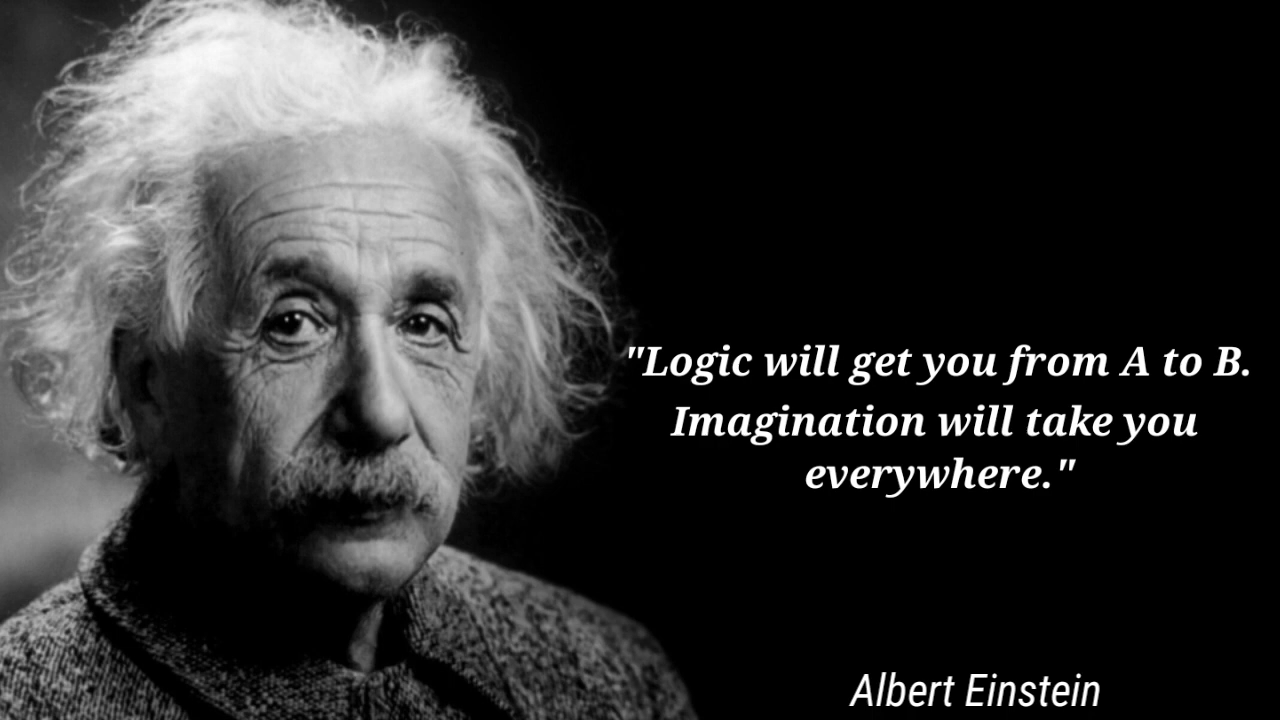 "Logic will get you from A to B.
Imagination will take you
everywhere."
Albert Einstein